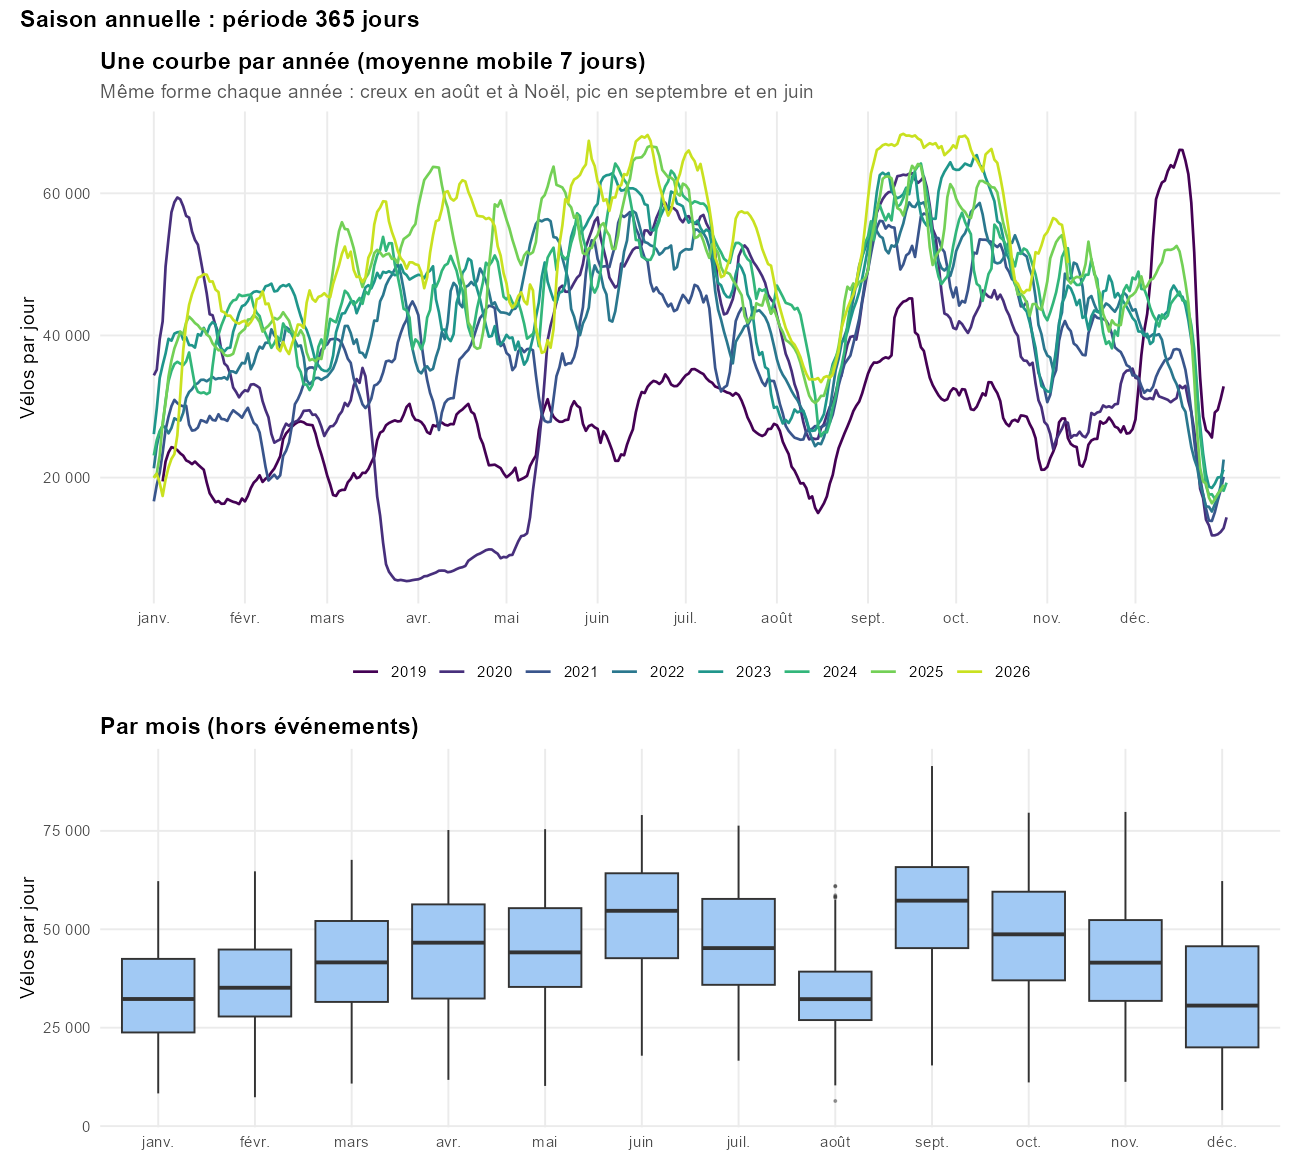 Saison annuelle : période 365 jours
Une courbe par année (moyenne mobile 7 jours)
Même forme chaque année : creux en août et à Noël, pic en septembre et en juin
Vélos par jour
60 000
40 000
20 000
janv. févr. mars avr. mai juin juil. août sept. oct. nov. déc.
2019 2020 2021 2022 2023 2024 2025 2026
Par mois (hors événements)
Vélos par jour
75 000
50 000
25 000
0
janv. févr. mars avr. mai juin juil. août sept. oct. nov. déc.